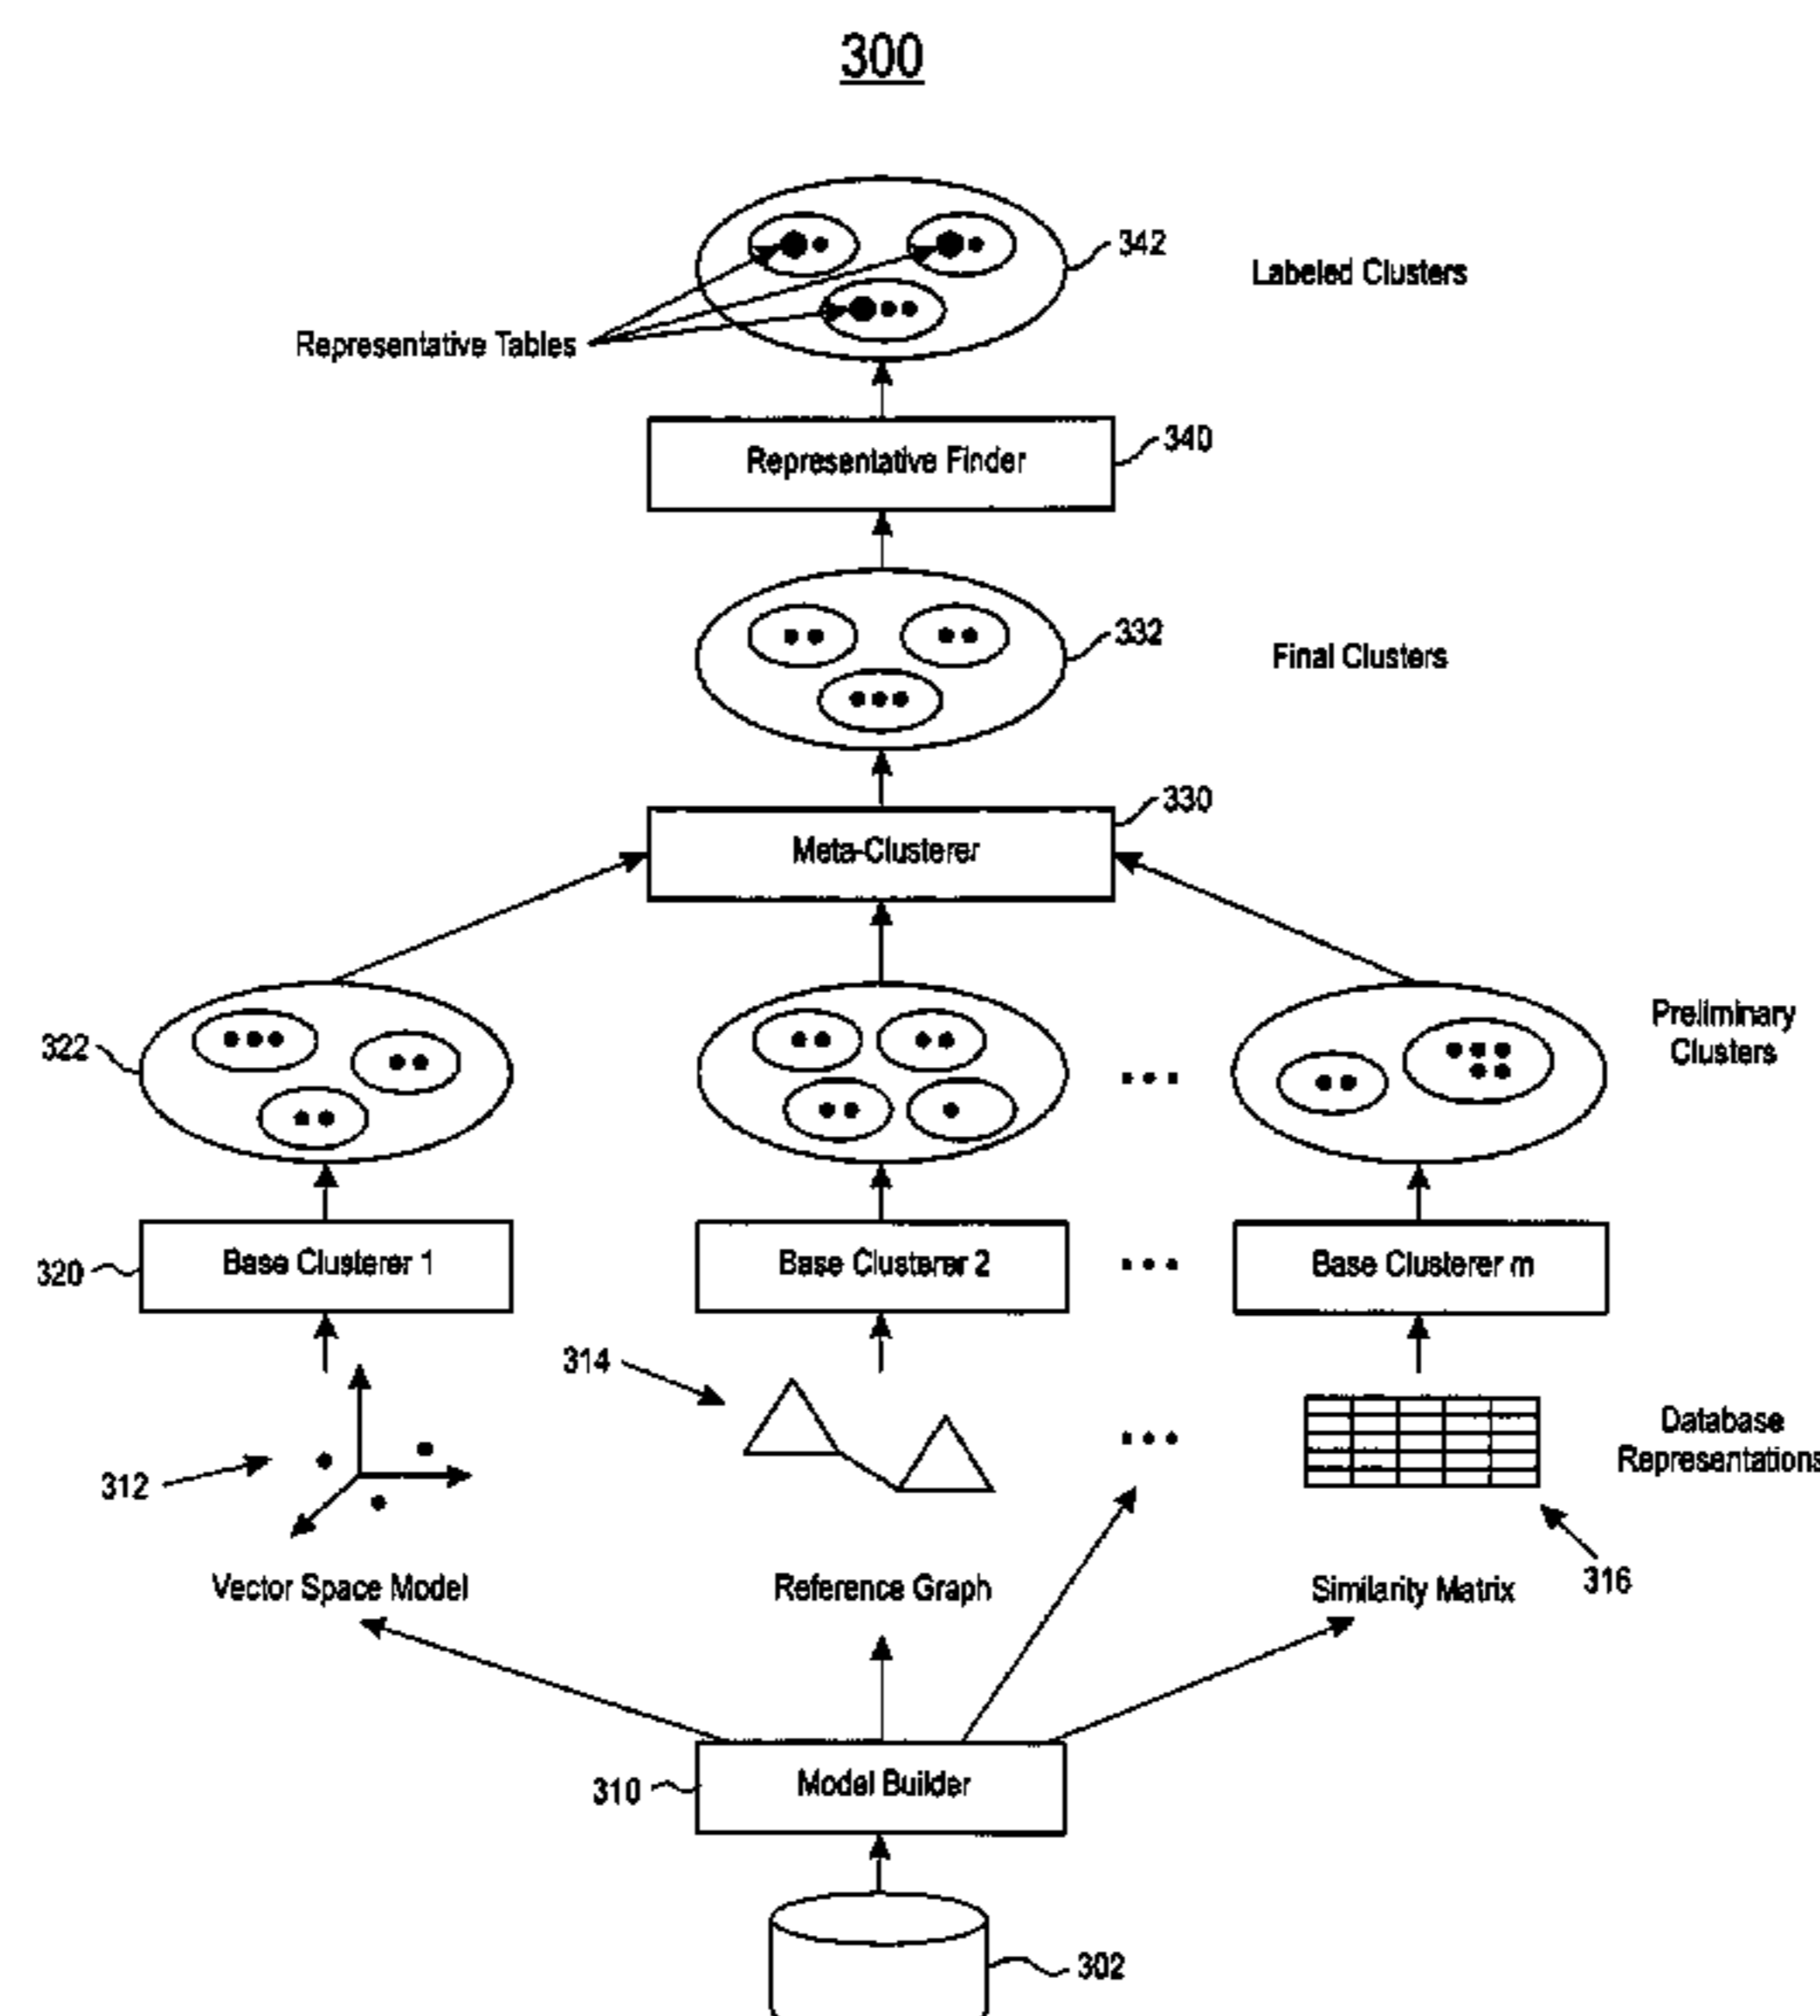 300
342
Labeled Clusters
Representative Tables
340
Representative Finder
332
Final Clusters
330
Meta-Clusterer
322
Preliminary
Clusters
320
Base Clusterer 1
Base Clusterer 2
Base Clusterer m
314
312
Database
Representations
Vector Space Model
Reference Graph
Similarity Matrix
316
310
Model Builder
302